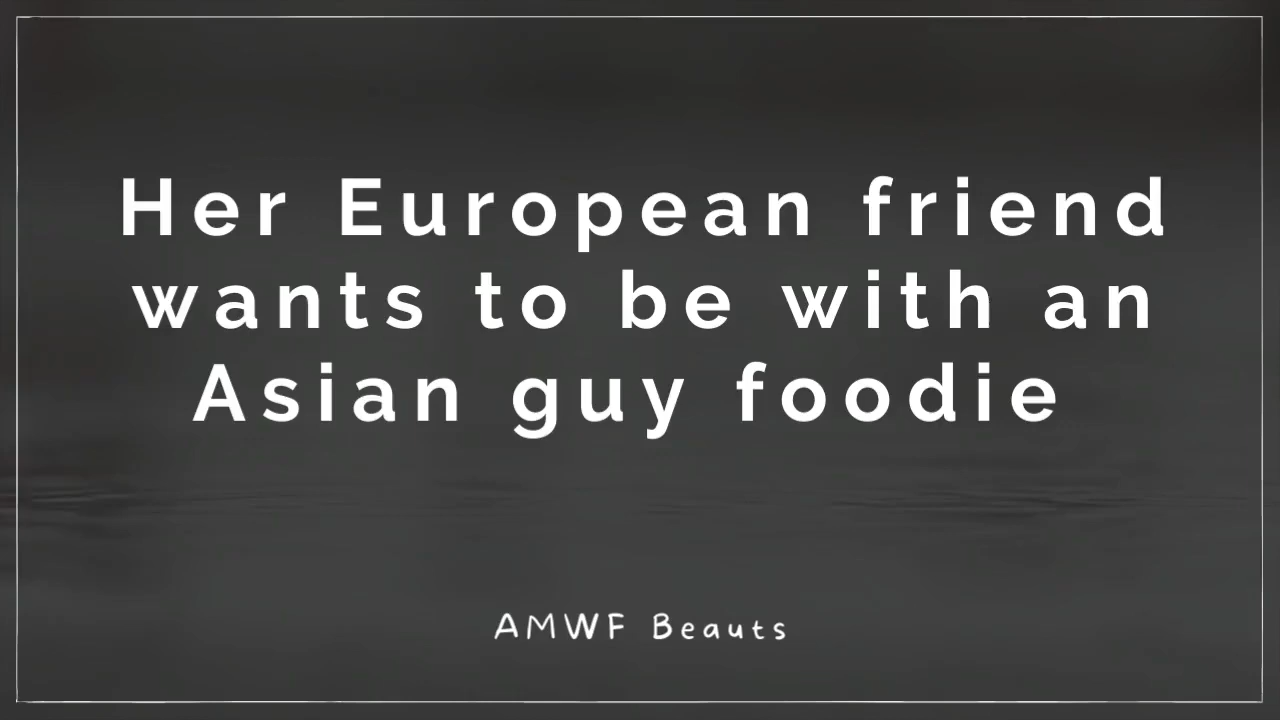 Her European friend
wants to be with an
Asian guy foodie
AMWF Beauts